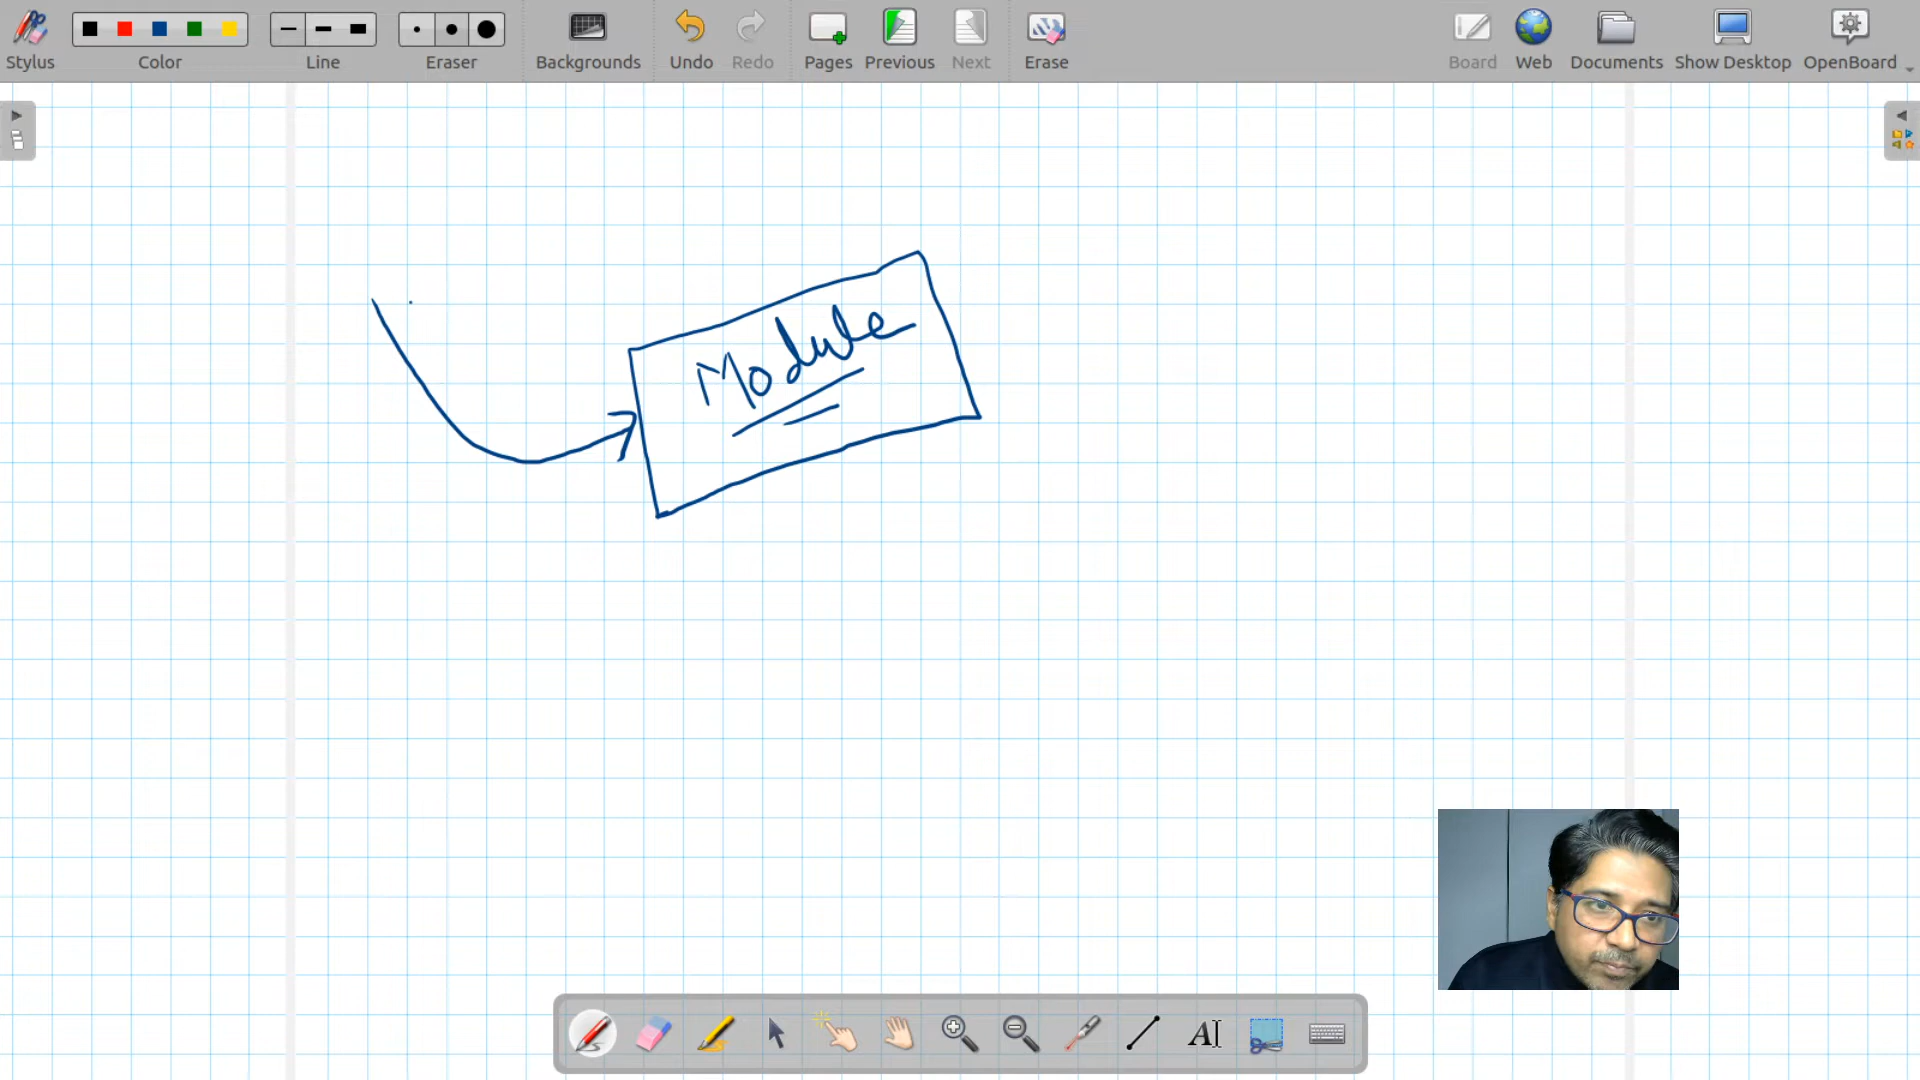 Stylus
Color
Line
Eraser
Backgrounds
Undo
Redo
Pages
Previous
Next
Erase
Board
Web
Documents
Show Desktop
OpenBoard
Module